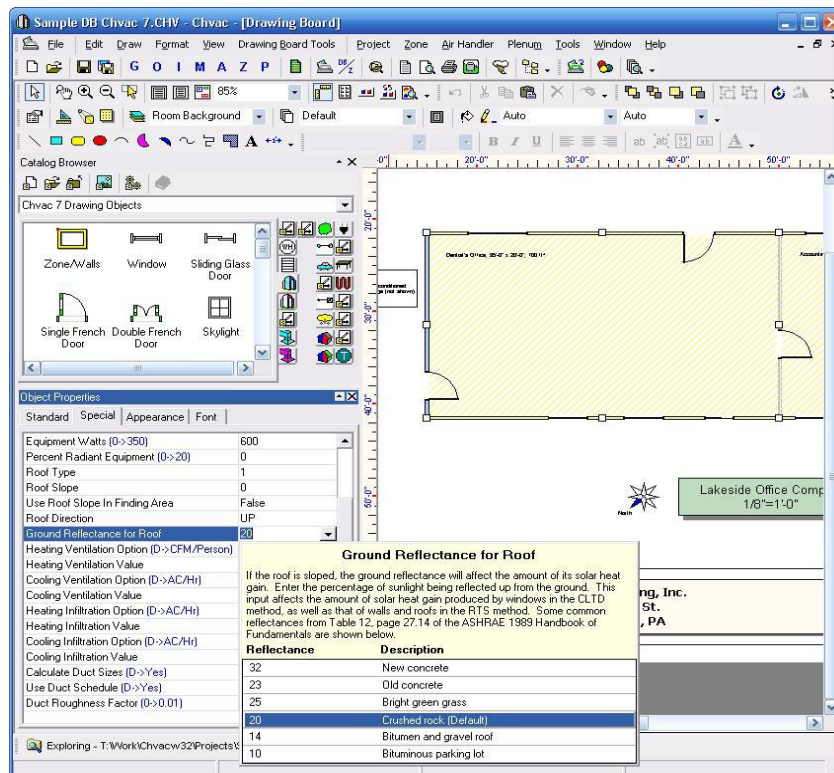 Sample DB Chvac 7.CHV - Chvac - [Drawing Board]
File Edit Draw Format View Drawing Board Tools Project Zone Air Handler Plenum Tools Window Help
G O I M A Z P
85%
Room Background Default Auto Auto
A B I U A
Catalog Browser
Chvac 7 Drawing Objects
Zone/Walls Window Sliding Glass Door
Single French Door Double French Door Skylight
WH
T
0'-0" 20'-0" 30'-0" 40'-0" 50'-0"
20'-0"
30'-0"
40'-0"
50'-0"
Dentist's Office,
North
Lakeside Office Comp
1/8"=1'-0"
ng, Inc.
St.
, PA
Object Properties
Standard Special Appearance Font
Equipment Watts (0->350) 600
Percent Radiant Equipment (0->20) 0
Roof Type 1
Roof Slope 0
Use Roof Slope In Finding Area False
Roof Direction UP
Ground Reflectance for Roof 20
Heating Ventilation Option (D->CFM/Person)
Heating Ventilation Value
Cooling Ventilation Option (D->AC/Hr)
Cooling Ventilation Value
Heating Infiltration Option (D->AC/Hr)
Heating Infiltration Value
Cooling Infiltration Option (D->AC/Hr)
Cooling Infiltration Value
Calculate Duct Sizes (D->Yes)
Use Duct Schedule (D->Yes)
Duct Roughness Factor (0->0.01)
Ground Reflectance for Roof
If the roof is sloped, the ground reflectance will affect the amount of its solar heat
gain. Enter the percentage of sunlight being reflected up from the ground. This
input affects the amount of solar heat gain produced by windows in the CLTD
method, as well as that of walls and roofs in the RTS method. Some common
reflectances from Table 12, page 27.14 of the ASHRAE 1989 Handbook of
Fundamentals are shown below.
Reflectance Description
32 New concrete
23 Old concrete
25 Bright green grass
20 Crushed rock (Default)
14 Bitumen and gravel roof
10 Bituminous parking lot
Exploring - T:\Work\Chvacw32\Projects\S